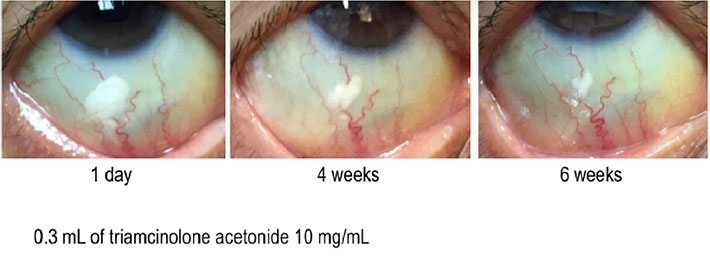 1 day
4 weeks
6 weeks
0.3 mL of triamcinolone acetonide 10 mg/mL